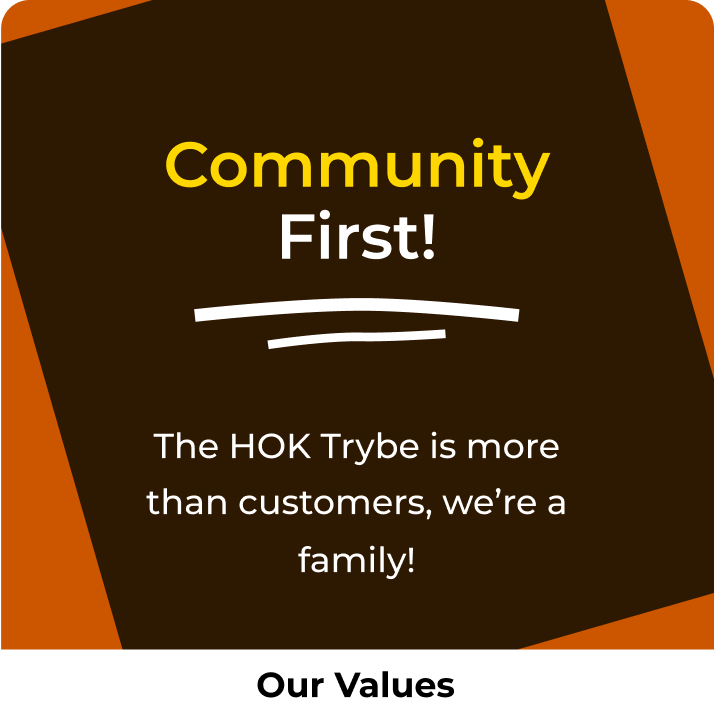 Community
First!
The HOK Trybe is more
than customers, we’re a
family!
Our Values